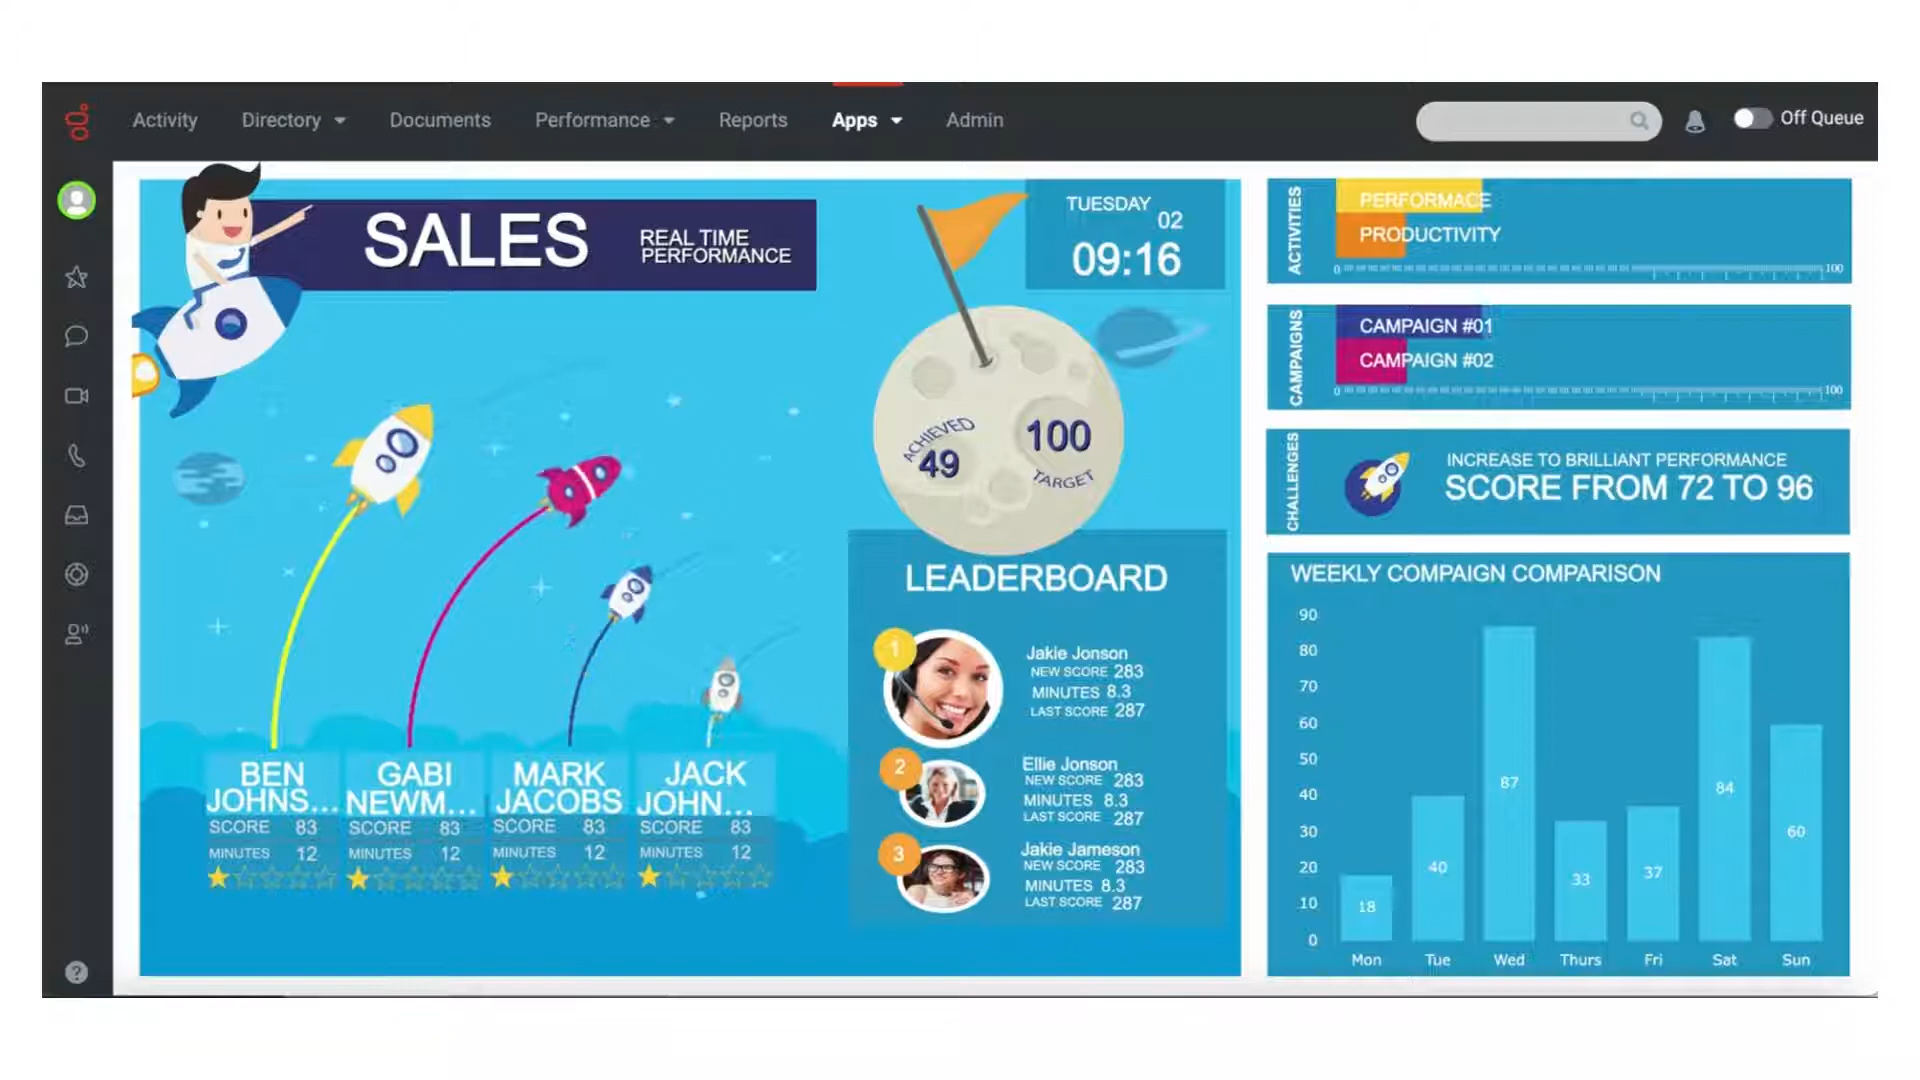 Activity
Directory
Documents
Performance
Reports
Apps
Admin
Off Queue
SALES
REAL TIME
PERFORMANCE
TUESDAY
02
09:16
ACHIEVED
49
100
TARGET
BEN
JOHNS...
SCORE 83
MINUTES 12
GABI
NEWM...
SCORE 83
MINUTES 12
MARK
JACOBS
SCORE 83
MINUTES 12
JACK
JOHN...
SCORE 83
MINUTES 12
LEADERBOARD
1
Jakie Jonson
NEW SCORE 283
MINUTES 8.3
LAST SCORE 287
2
Ellie Jonson
NEW SCORE 283
MINUTES 8.3
LAST SCORE 287
3
Jakie Jameson
NEW SCORE 283
MINUTES 8.3
LAST SCORE 287
ACTIVITIES
PERFORMACE
PRODUCTIVITY
0 100
CAMPAIGNS
CAMPAIGN #01
CAMPAIGN #02
0 100
CHALLENGES
INCREASE TO BRILLIANT PERFORMANCE
SCORE FROM 72 TO 96
WEEKLY COMPAIGN COMPARISON
90
80
70
60
50
40
30
20
10
0
18
40
87
33
37
84
60
Mon Tue Wed Thurs Fri Sat Sun
?